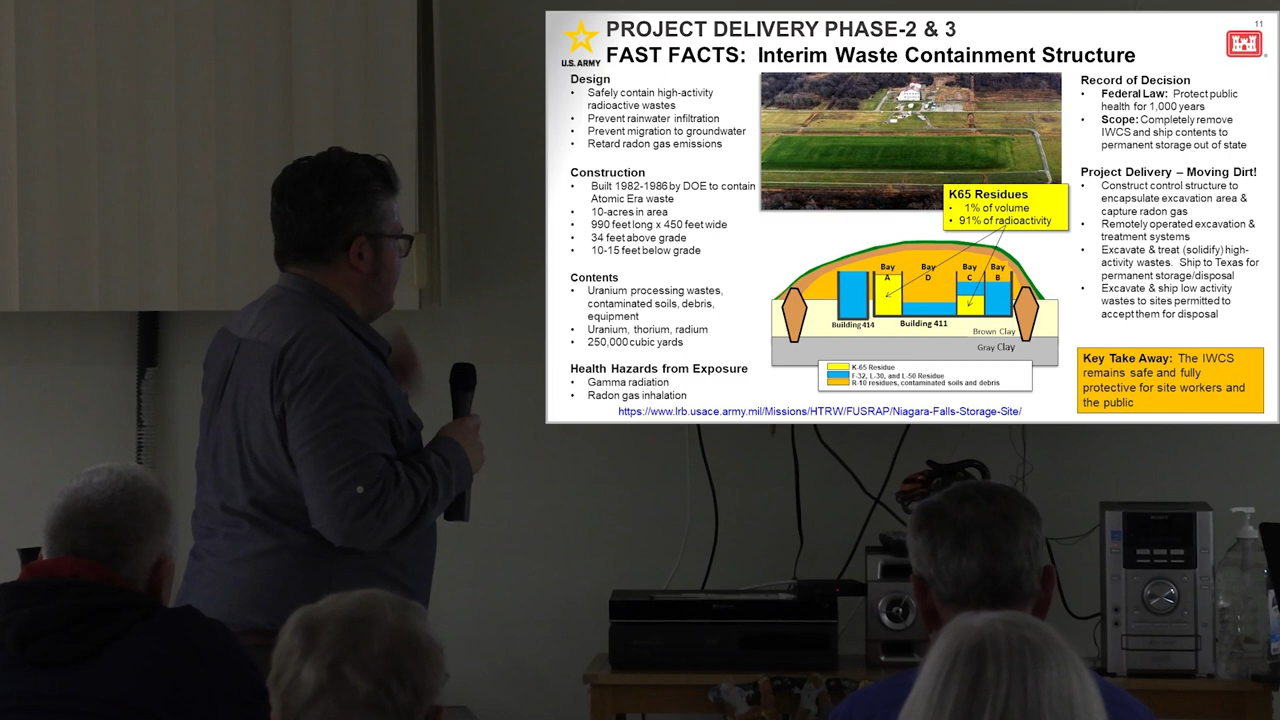 PROJECT DELIVERY PHASE-2 & 3
11
FAST FACTS: Interim Waste Containment Structure
U.S. ARMY
Design
• Safely contain high-activity
radioactive wastes
• Prevent rainwater infiltration
• Prevent migration to groundwater
• Retard radon gas emissions
Construction
• Built 1982-1986 by DOE to contain
Atomic Era waste
• 10-acres in area
• 990 feet long x 450 feet wide
• 34 feet above grade
• 10-15 feet below grade
Contents
• Uranium processing wastes,
contaminated soils, debris,
equipment
• Uranium, thorium, radium
• 250,000 cubic yards
Health Hazards from Exposure
• Gamma radiation
• Radon gas inhalation
K65 Residues
• 1% of volume
• 91% of radioactivity
Bay
A
Bay
D
Bay
C
Bay
B
Building 414
Building 411
Brown Clay
Gray Clay
K-65 Residue
F-32, L-30, and L-50 Residue
R-10 residues, contaminated soils and debris
https://www.lrb.usace.army.mil/Missions/HTRW/FUSRAP/Niagara-Falls-Storage-Site/
Record of Decision
• Federal Law: Protect public
health for 1,000 years
• Scope: Completely remove
IWCS and ship contents to
permanent storage out of state
Project Delivery – Moving Dirt!
• Construct control structure to
encapsulate excavation area &
capture radon gas
• Remotely operated excavation &
treatment systems
• Excavate & treat (solidify) high-
activity wastes. Ship to Texas for
permanent storage/disposal
• Excavate & ship low activity
wastes to sites permitted to
accept them for disposal
Key Take Away: The IWCS
remains safe and fully
protective for site workers and
the public
SONY